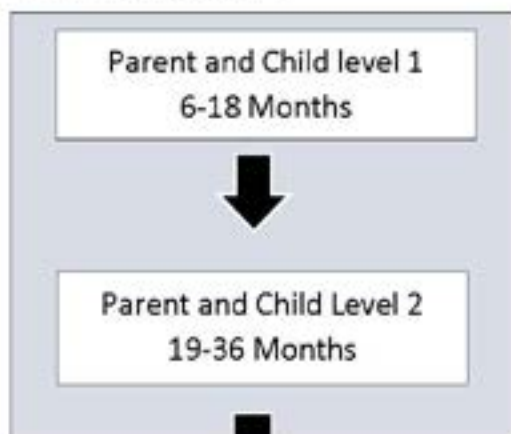 Parent and Child level 1
6-18 Months
Parent and Child Level 2
19-36 Months